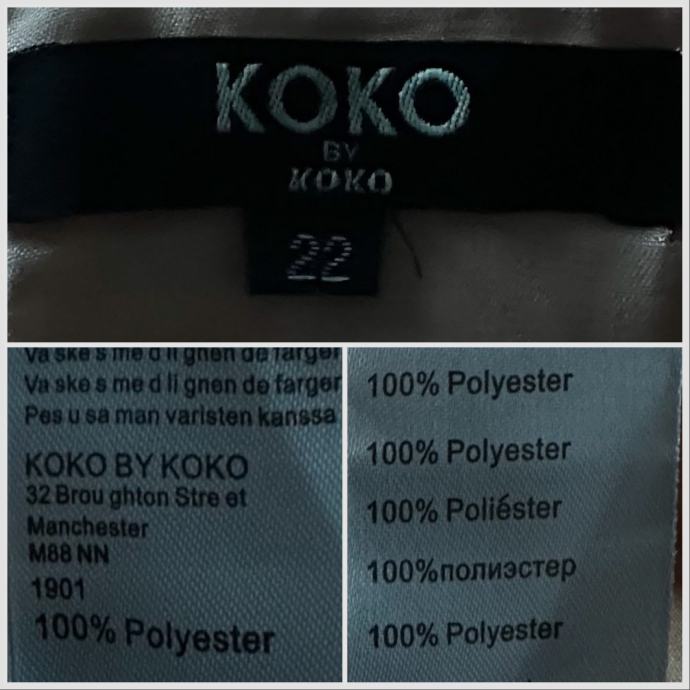 KOKO
BY
KOKO
22
Va ske s me d li gnen de farger
Va ske s me d li gnen de farger
Pes u sa man varisten kanssa
KOKO BY KOKO
32 Brou ghton Stre et
Manchester
M88 NN
1901
100% Polyester
100% Polyester
100% Polyester
100% Poliéster
100%полиэстер
100% Polyester